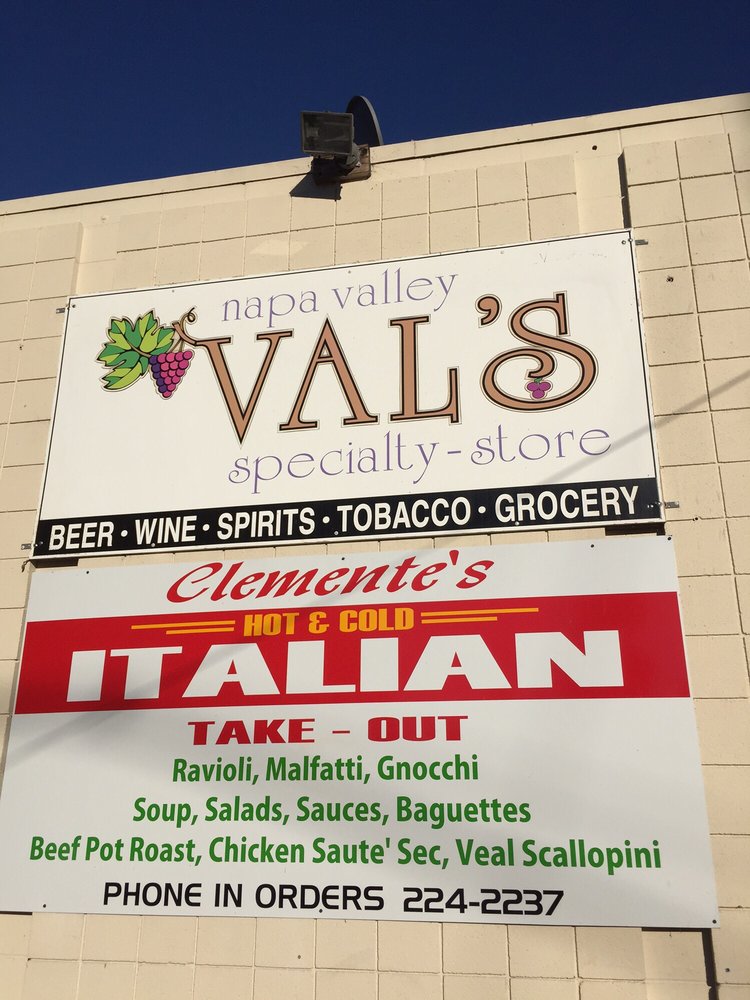 napa valley
VAL'S
specialty-store
BEER · WINE · SPIRITS · TOBACCO · GROCERY
Clemente's
HOT & COLD
ITALIAN
TAKE - OUT
Ravioli, Malfatti, Gnocchi
Soup, Salads, Sauces, Baguettes
Beef Pot Roast, Chicken Saute' Sec, Veal Scallopini
PHONE IN ORDERS 224-2237